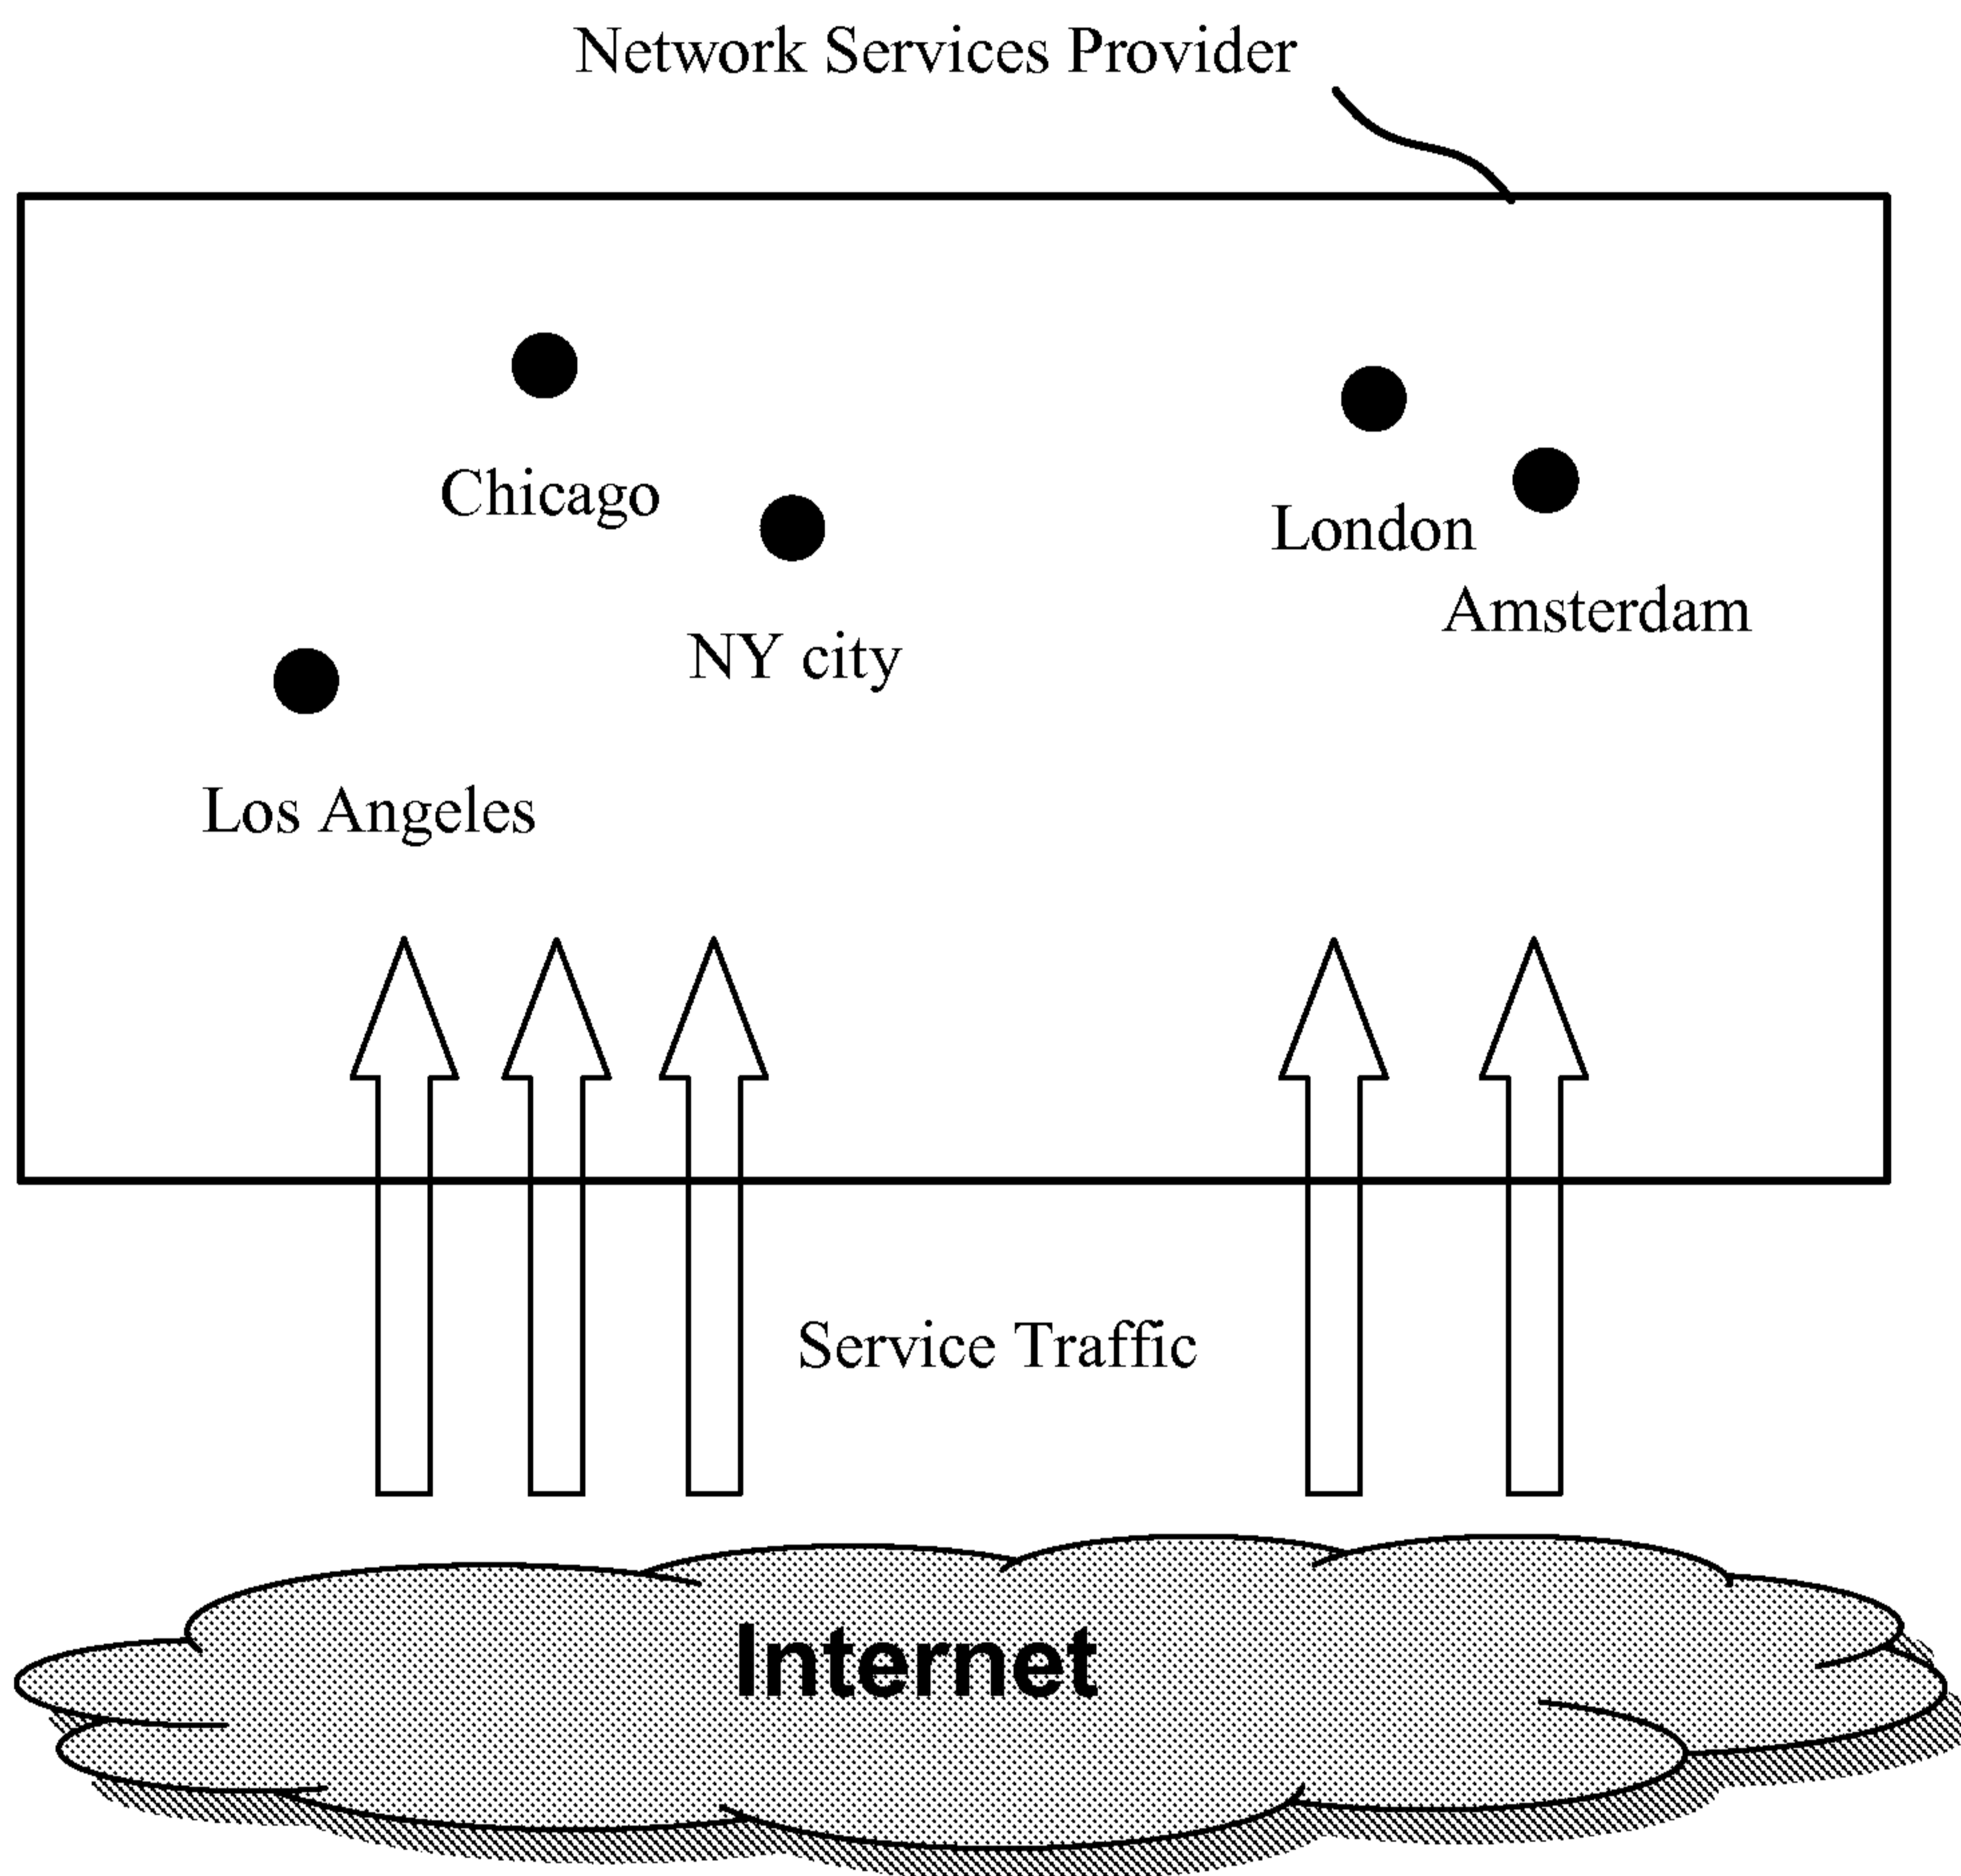 Network Services Provider
Chicago
London
NY city
Amsterdam
Los Angeles
Service Traffic
Internet